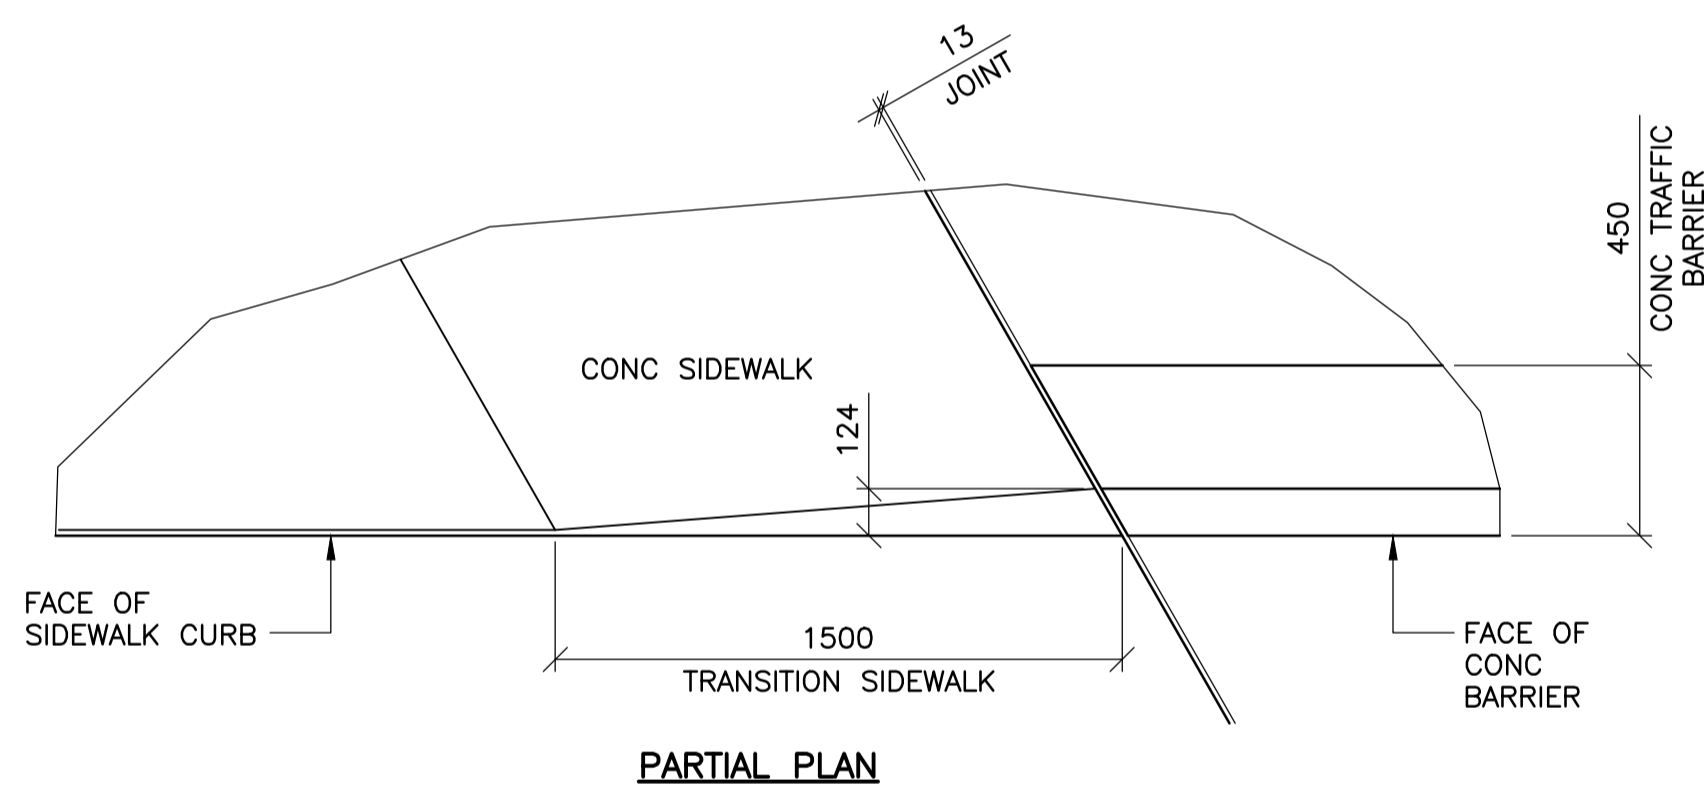 13
JOINT
CONC TRAFFIC
BARRIER
450
CONC SIDEWALK
124
FACE OF
SIDEWALK CURB
1500
TRANSITION SIDEWALK
FACE OF
CONC
BARRIER
PARTIAL PLAN